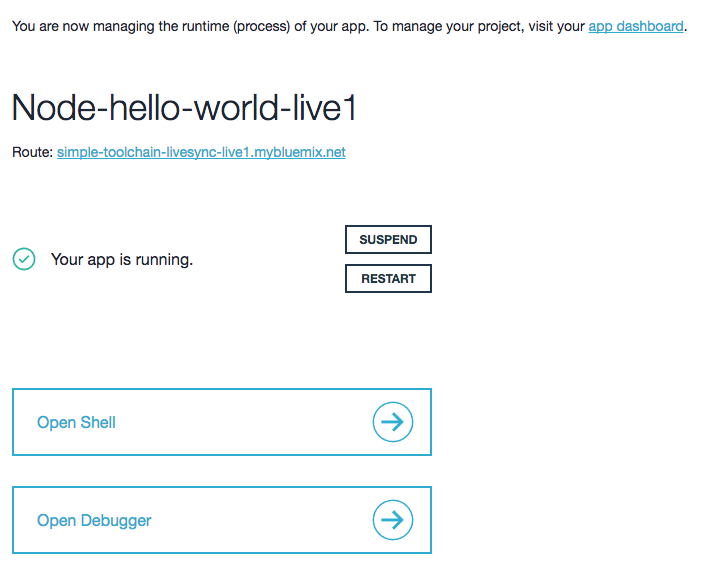 You are now managing the runtime (process) of your app. To manage your project, visit your app dashboard.
Node-hello-world-live1
Route: simple-toolchain-livesync-live1.mybluemix.net
SUSPEND
Your app is running.
RESTART
Open Shell
Open Debugger